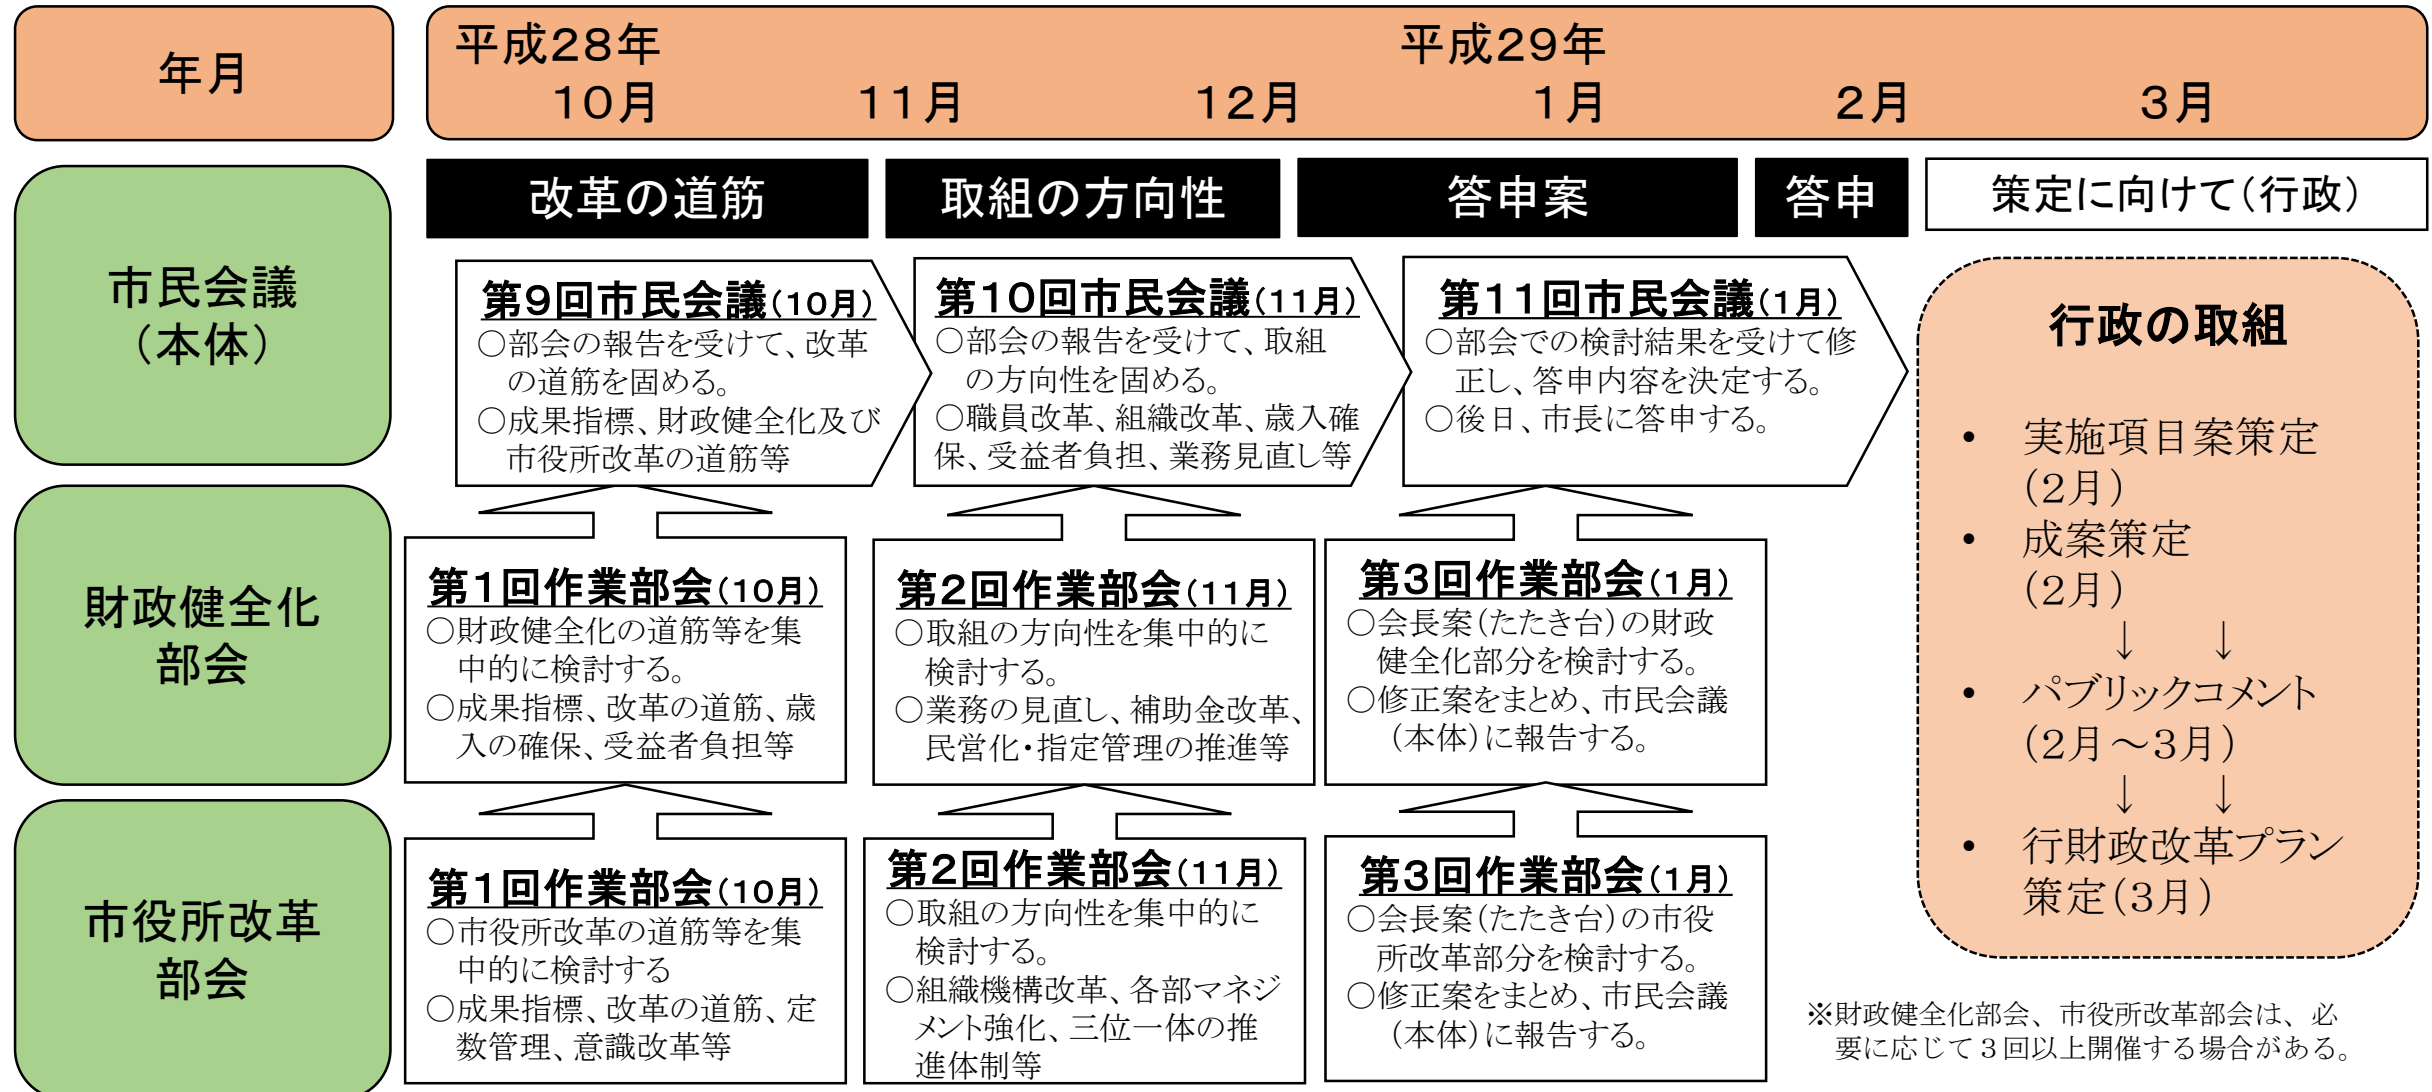 年月
平成28年
平成29年
10月 11月 12月 1月 2月 3月
改革の道筋
取組の方向性
答申案
答申
策定に向けて(行政)
市民会議
(本体)
第9回市民会議(10月)
○部会の報告を受けて、改革
の道筋を固める。
○成果指標、財政健全化及び
市役所改革の道筋等
第10回市民会議(11月)
○部会の報告を受けて、取組
の方向性を固める。
○職員改革、組織改革、歳入確
保、受益者負担、業務見直し等
第11回市民会議(1月)
○部会での検討結果を受けて修
正し、答申内容を決定する。
○後日、市長に答申する。
財政健全化
部会
第1回作業部会(10月)
○財政健全化の道筋等を集
中的に検討する。
○成果指標、改革の道筋、歳
入の確保、受益者負担等
第2回作業部会(11月)
○取組の方向性を集中的に
検討する。
○業務の見直し、補助金改革、
民営化・指定管理の推進等
第3回作業部会(1月)
○会長案(たたき台)の財政
健全化部分を検討する。
○修正案をまとめ、市民会議
(本体)に報告する。
市役所改革
部会
第1回作業部会(10月)
○市役所改革の道筋等を集
中的に検討する
○成果指標、改革の道筋、定
数管理、意識改革等
第2回作業部会(11月)
○取組の方向性を集中的に
検討する。
○組織機構改革、各部マネジ
メント強化、三位一体の推
進体制等
第3回作業部会(1月)
○会長案(たたき台)の市役
所改革部分を検討する。
○修正案をまとめ、市民会議
(本体)に報告する。
行政の取組
• 実施項目案策定
(2月)
• 成案策定
(2月)
↓ ↓
• パブリックコメント
(2月～3月)
↓ ↓
• 行財政改革プラン
策定(3月)
※財政健全化部会、市役所改革部会は、必
要に応じて3回以上開催する場合がある。